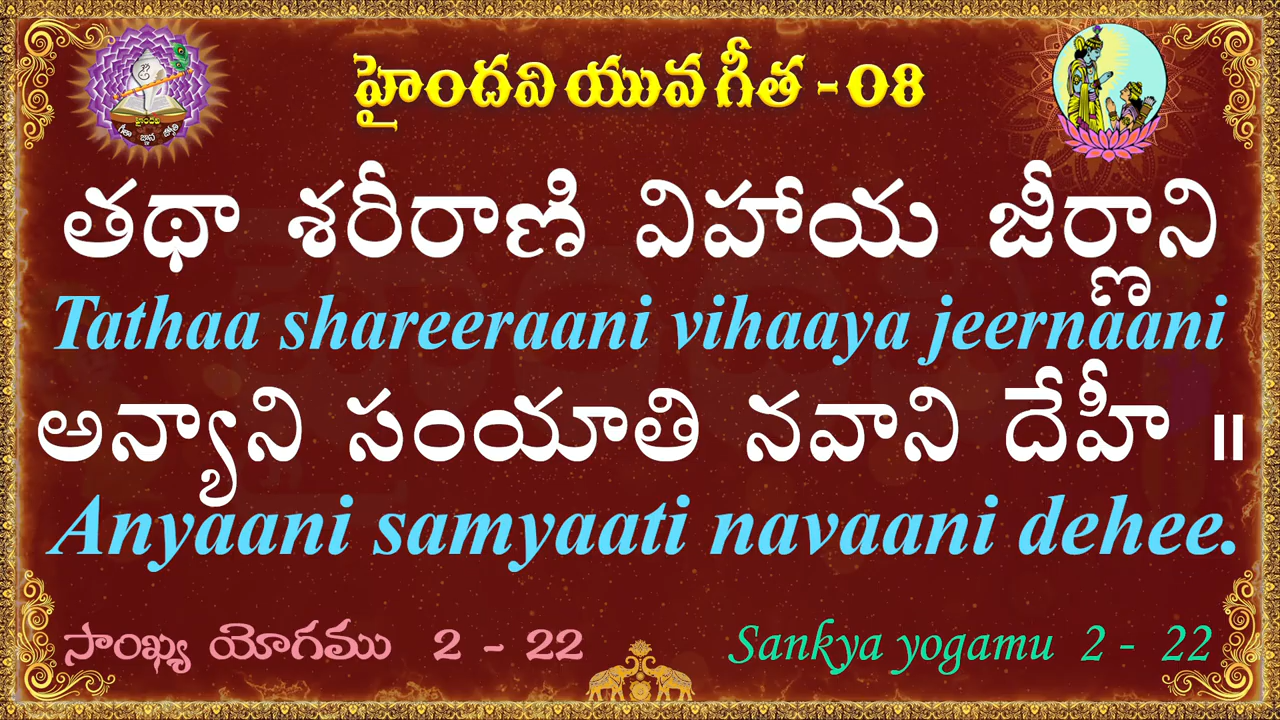 హైందవి యువ గీత - 08
తథా శరీరాణి విహాయ జీర్ణాని
Tathaa shareeraani vihaaya jeernaani
అన్యాని సంయాతి నవాని దేహీ ॥
Anyaani samyaati navaani dehee.
సాంఖ్య యోగము 2 - 22
Sankya yogamu 2 - 22